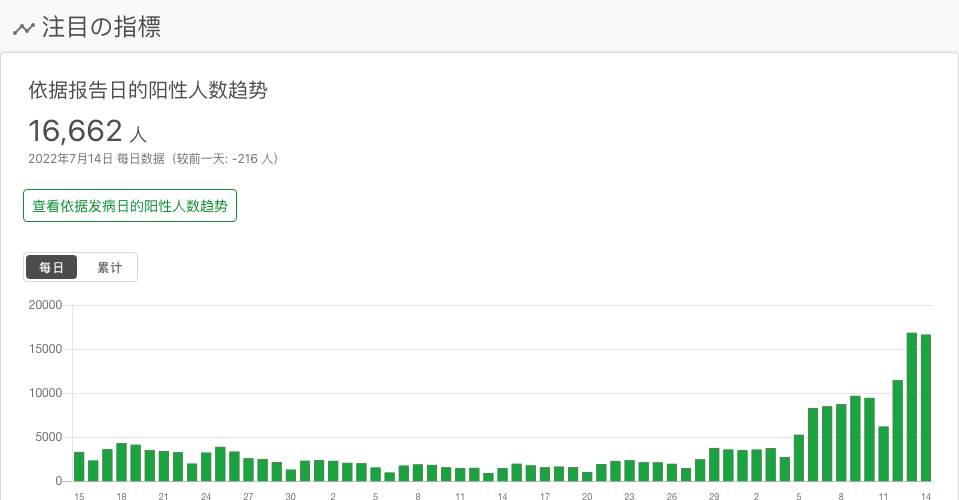 注目の指標
依据报告日的阳性人数趋势
16,662 人
2022年7月14日 每日数据（较前一天: -216 人）
查看依据发病日的阳性人数趋势
每日 累计
20000
15000
10000
5000
0
15 18 21 24 27 30 2 5 8 11 14 17 20 23 26 29 2 5 8 11 14